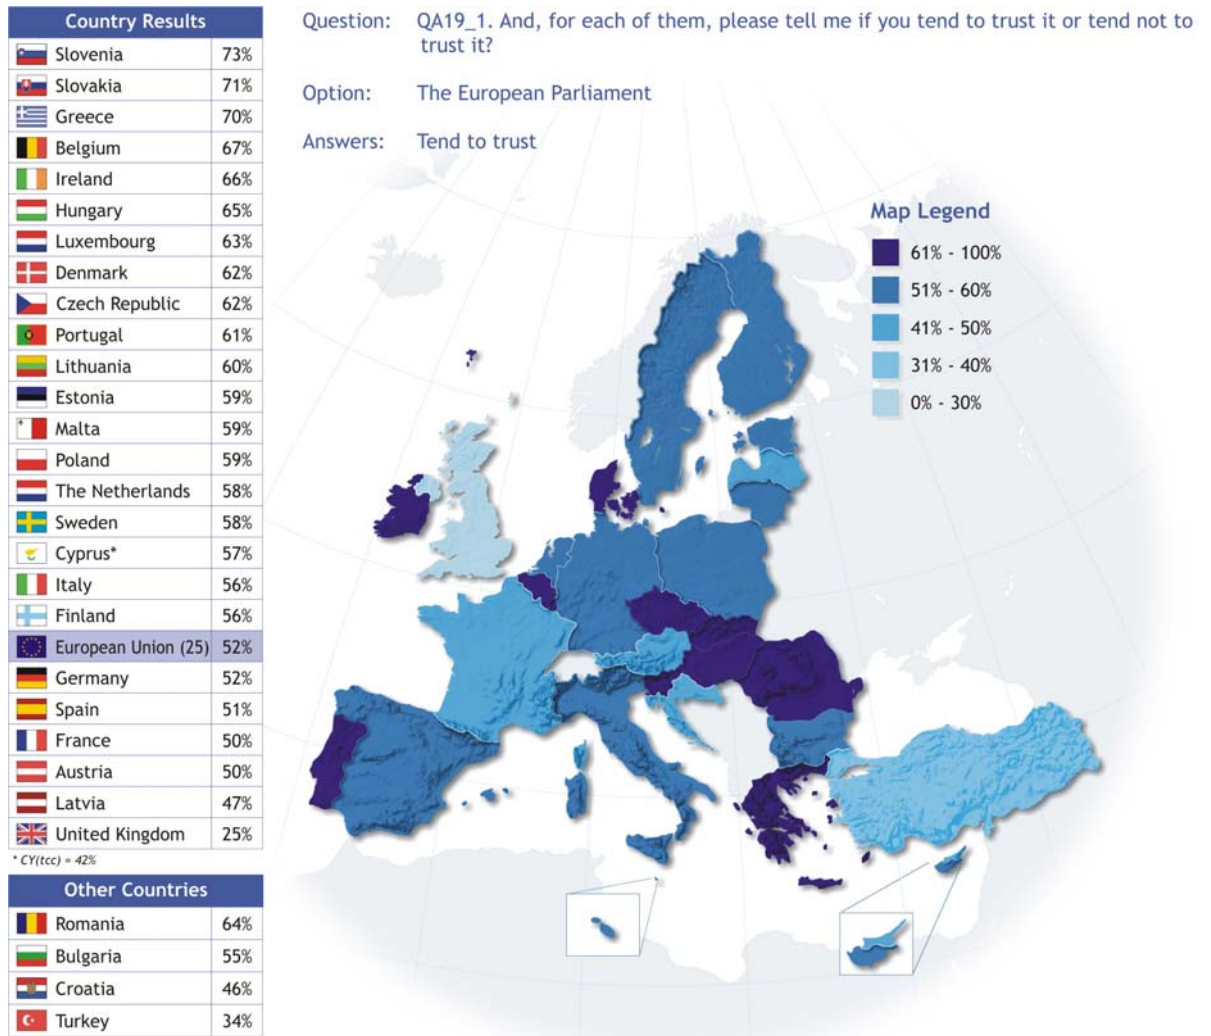 Country Results
Slovenia 73%
Slovakia 71%
Greece 70%
Belgium 67%
Ireland 66%
Hungary 65%
Luxembourg 63%
Denmark 62%
Czech Republic 62%
Portugal 61%
Lithuania 60%
Estonia 59%
Malta 59%
Poland 59%
The Netherlands 58%
Sweden 58%
Cyprus* 57%
Italy 56%
Finland 56%
European Union (25) 52%
Germany 52%
Spain 51%
France 50%
Austria 50%
Latvia 47%
United Kingdom 25%
* CY(tcc) = 42%
Other Countries
Romania 64%
Bulgaria 55%
Croatia 46%
Turkey 34%
Question: QA19_1. And, for each of them, please tell me if you tend to trust it or tend not to
trust it?
Option: The European Parliament
Answers: Tend to trust
Map Legend
61% - 100%
51% - 60%
41% - 50%
31% - 40%
0% - 30%